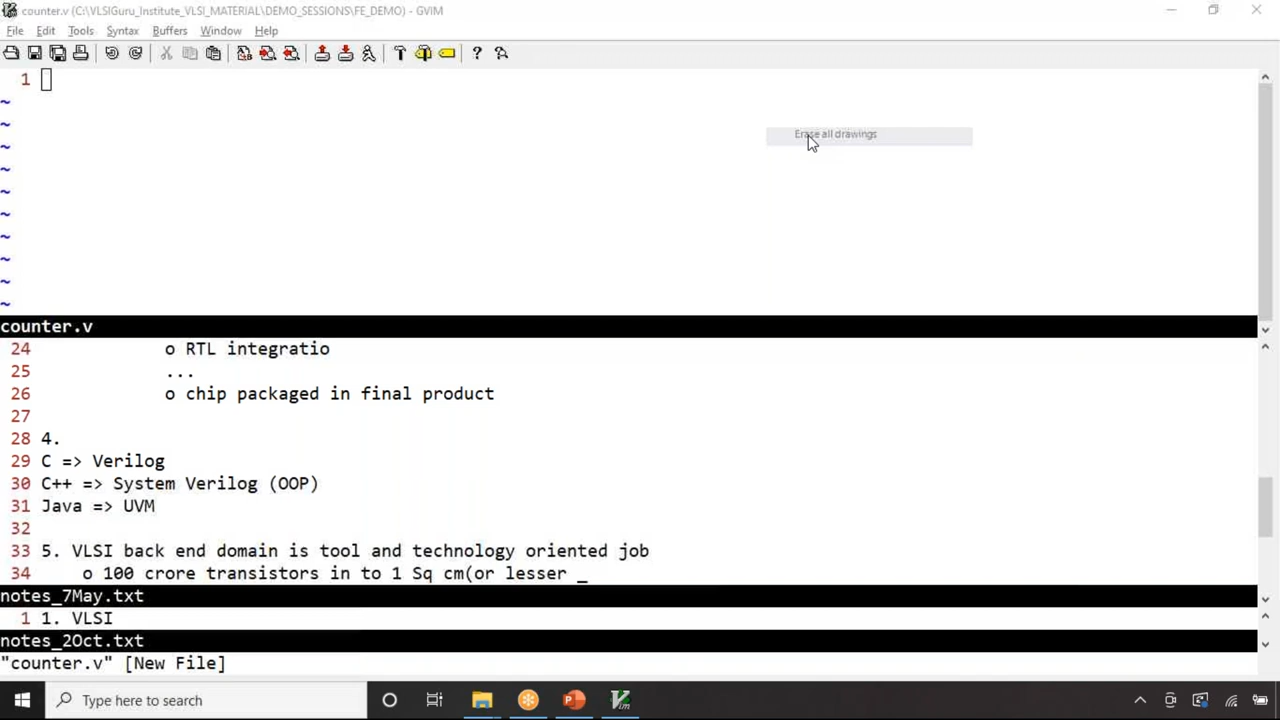 counter.v (C:\VLSIGuru_Institute_VLSI_MATERIAL\DEMO_SESSIONS\FE_DEMO) - GVIM
File Edit Tools Syntax Buffers Window Help
1
~
~
~
~
~
~
~
~
~
~
Erase all drawings
counter.v
24 o RTL integratio
25 ...
26 o chip packaged in final product
27
28 4.
29 C => Verilog
30 C++ => System Verilog (OOP)
31 Java => UVM
32
33 5. VLSI back end domain is tool and technology oriented job
34 o 100 crore transistors in to 1 Sq cm(or lesser _
notes_7May.txt
1 1. VLSI
notes_2Oct.txt
"counter.v" [New File]
Type here to search